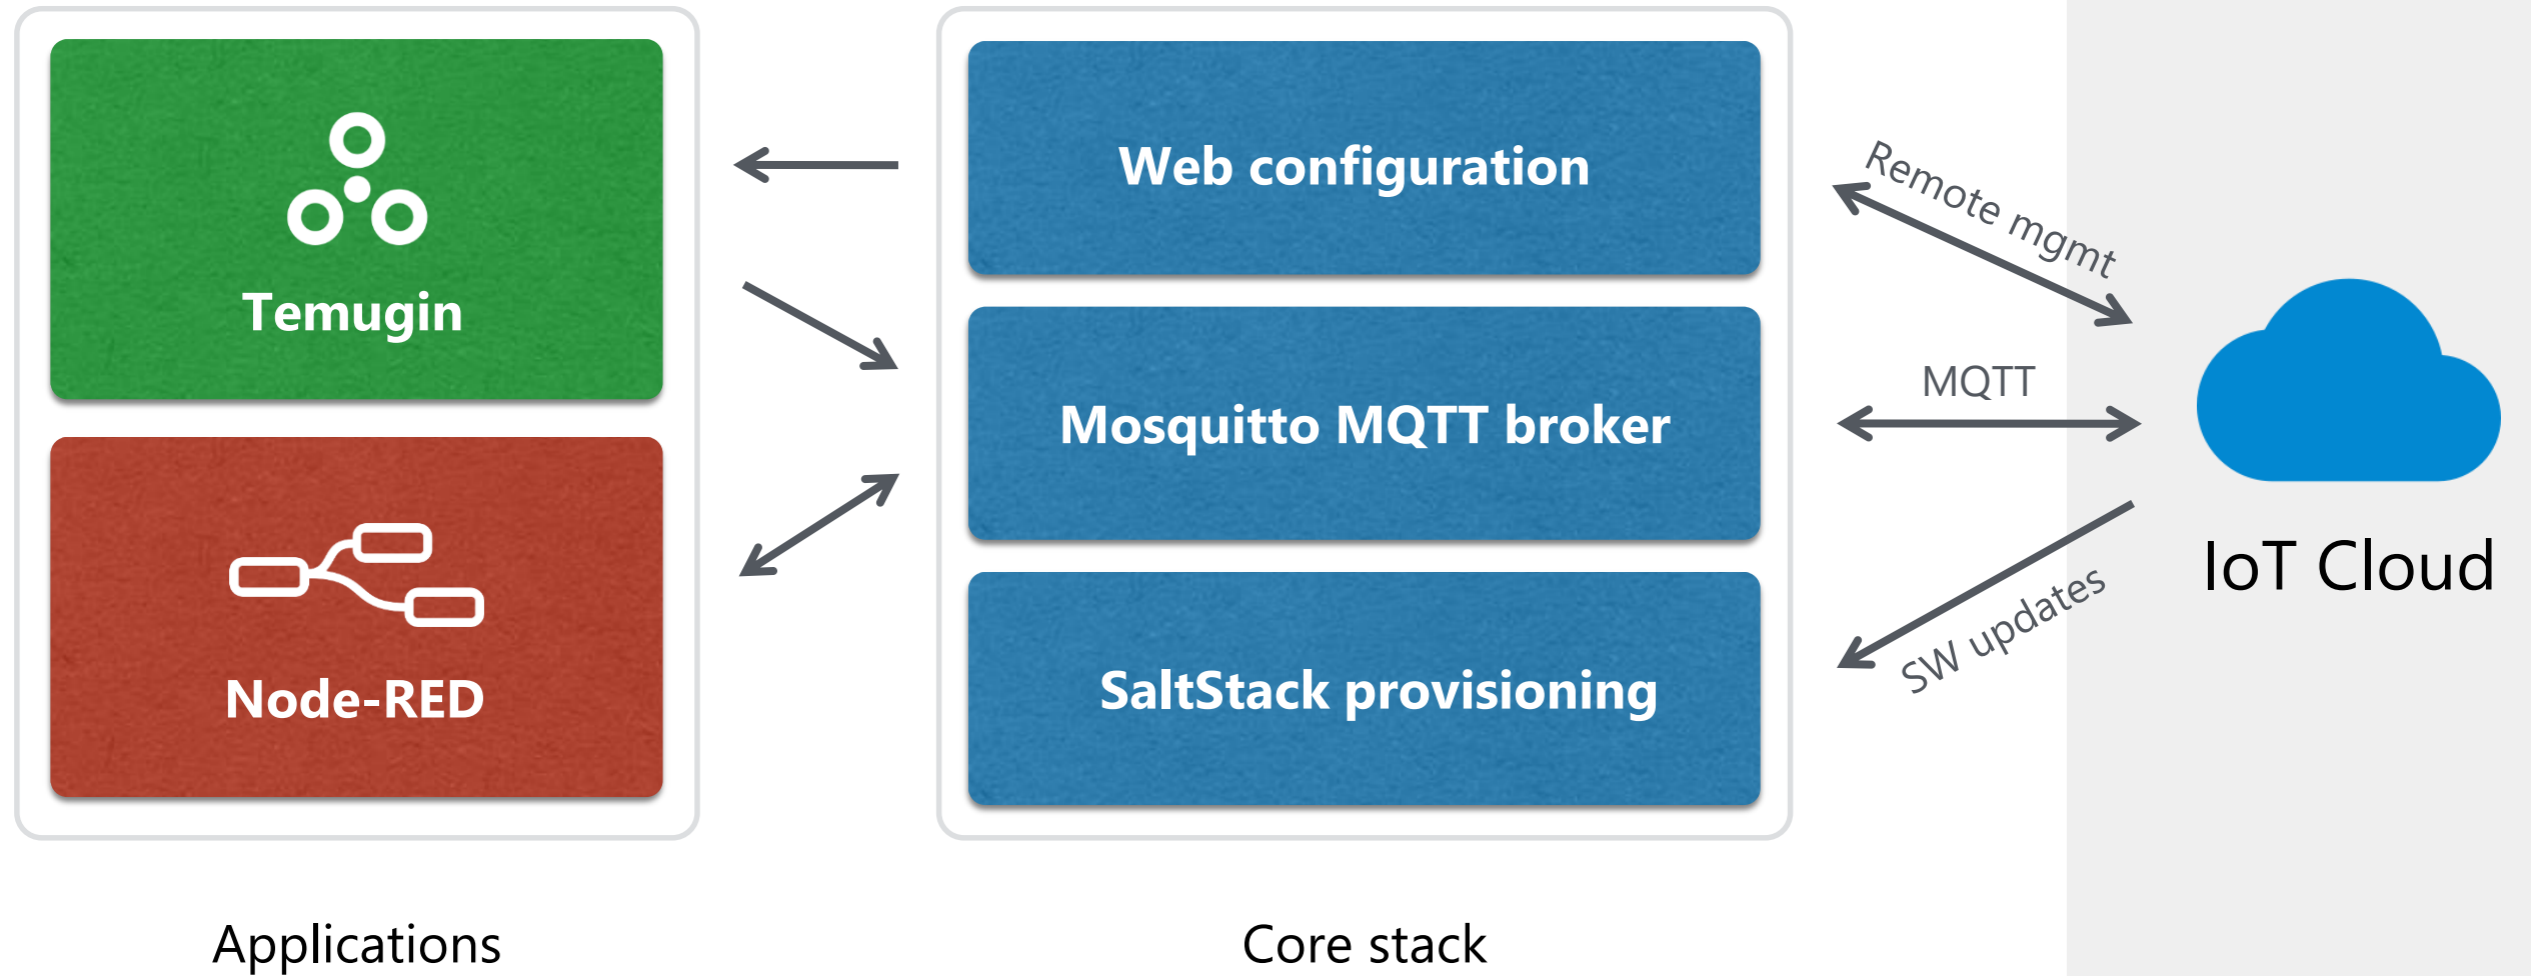 Temugin
Node-RED
Applications
Web configuration
Mosquitto MQTT broker
SaltStack provisioning
Core stack
Remote mgmt
MQTT
SW updates
IoT Cloud